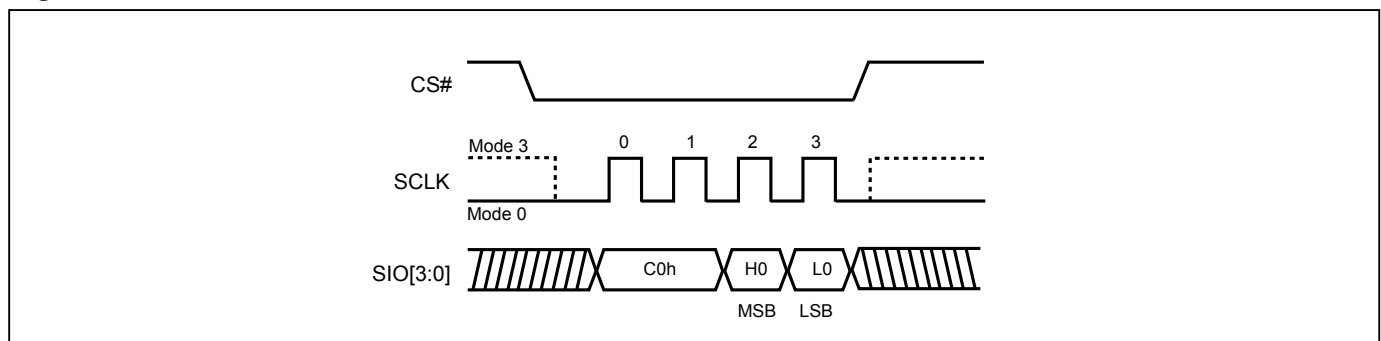 CS#
Mode 3
0 1 2 3
SCLK
Mode 0
SIO[3:0]
C0h H0 L0
MSB LSB